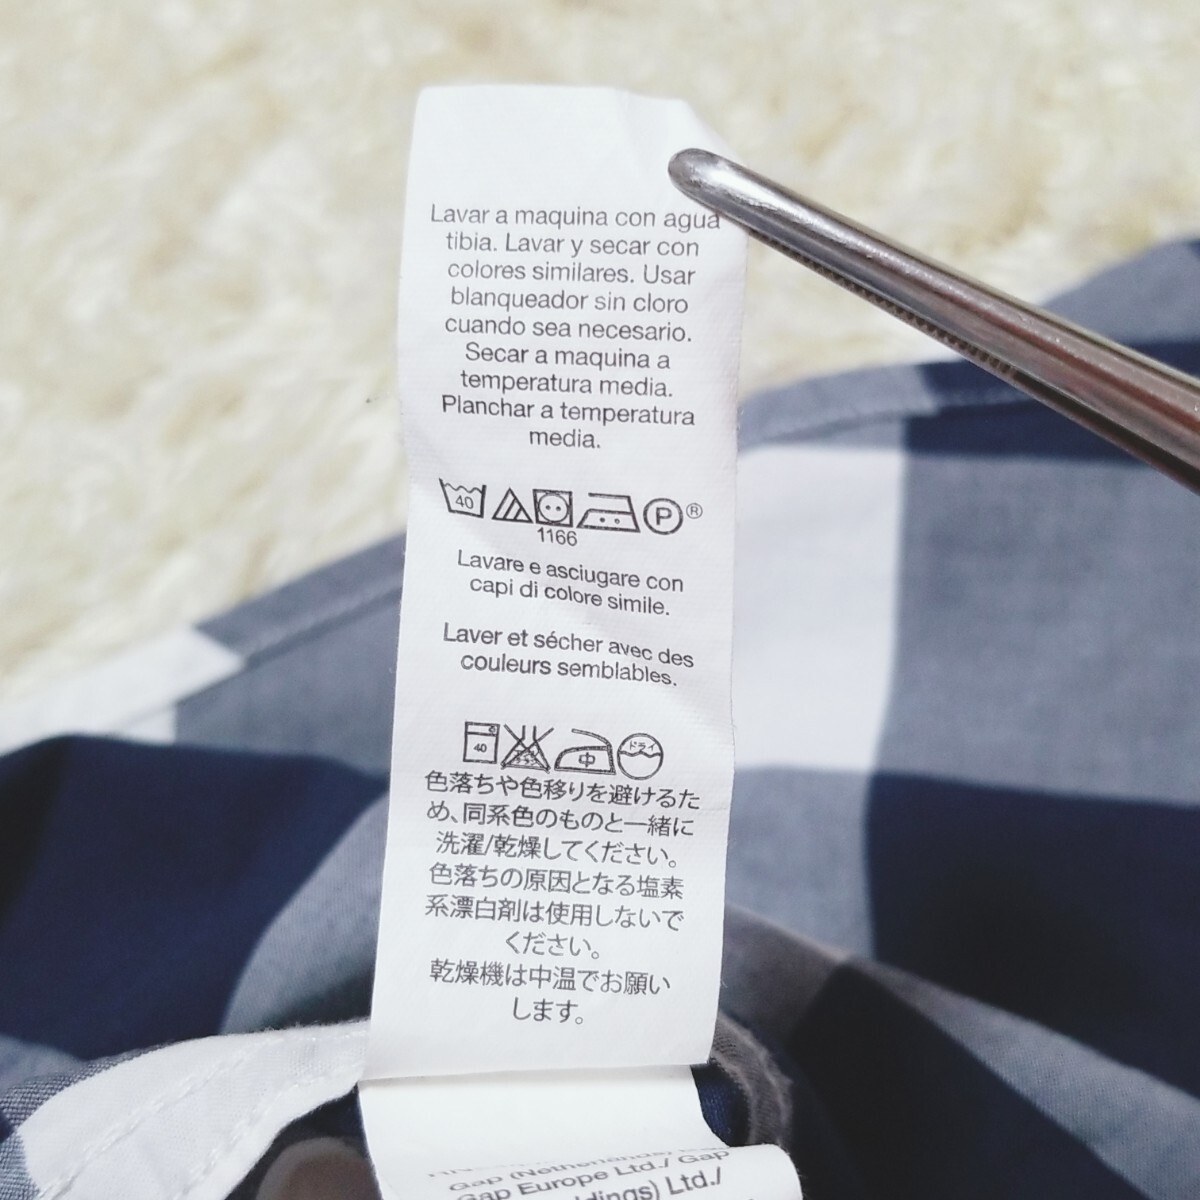 Lavar a maquina con agua
tibia. Lavar y secar con
colores similares. Usar
blanqueador sin cloro
cuando sea necesario.
Secar a maquina a
temperatura media.
Planchar a temperatura
media.
40 P ®
1166
Lavare e asciugare con
capi di colore simile.
Laver et sécher avec des
couleurs semblables.
40 中 ドライ
色落ちや色移りを避けるた
め、同系色のものと一緒に
洗濯/乾燥してください。
色落ちの原因となる塩素
系漂白剤は使用しないで
ください。
乾燥機は中温でお願い
します。
Gap (Netherlands)
Gap Europe Ltd./ Gap
Ltd./